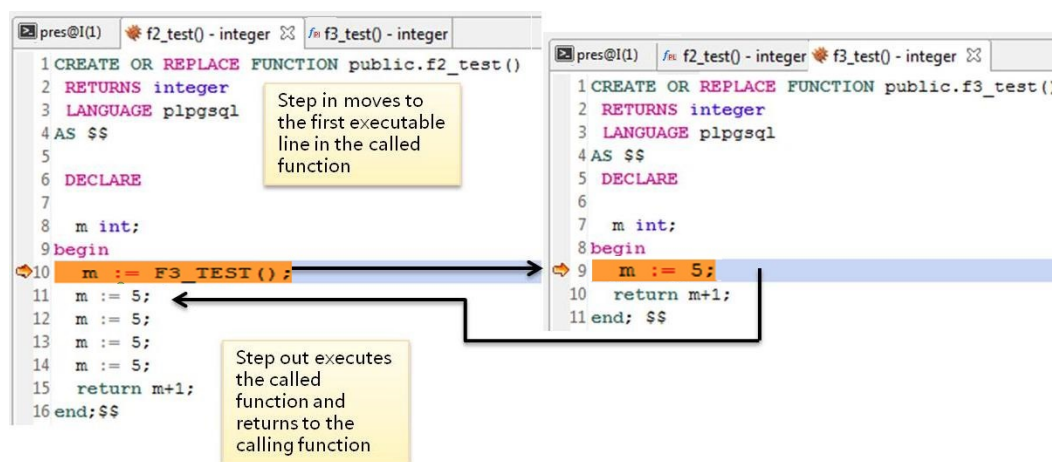 pres@I(1) f2_test() - integer f3_test() - integer
1 CREATE OR REPLACE FUNCTION public.f2_test()
2 RETURNS integer
3 LANGUAGE plpgsql
4 AS $$
5
6 DECLARE
7
8 m int;
9 begin
10 m := F3_TEST();
11 m := 5;
12 m := 5;
13 m := 5;
14 m := 5;
15 return m+1;
16 end;$$
Step in moves to
the first executable
line in the called
function
Step out executes
the called
function and
returns to the
calling function
pres@I(1) f2_test() - integer f3_test() - integer
1 CREATE OR REPLACE FUNCTION public.f3_test()
2 RETURNS integer
3 LANGUAGE plpgsql
4 AS $$
5 DECLARE
6
7 m int;
8 begin
9 m := 5;
10 return m+1;
11 end; $$